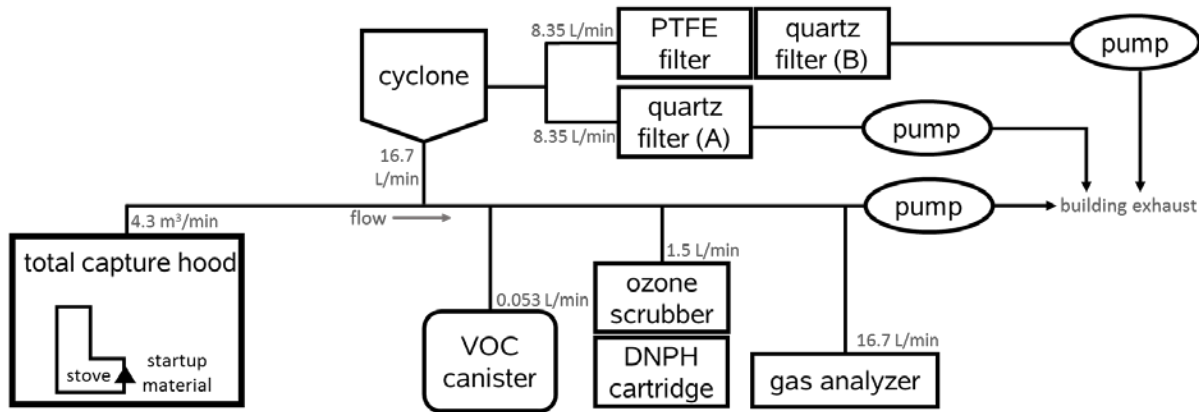 8.35 L/min
PTFE
filter
quartz
filter (B)
pump
cyclone
8.35 L/min
quartz
filter (A)
pump
16.7
L/min
4.3 m³/min
flow
pump
building exhaust
total capture hood
stove
startup
material
0.053 L/min
VOC
canister
1.5 L/min
ozone
scrubber
DNPH
cartridge
16.7 L/min
gas analyzer